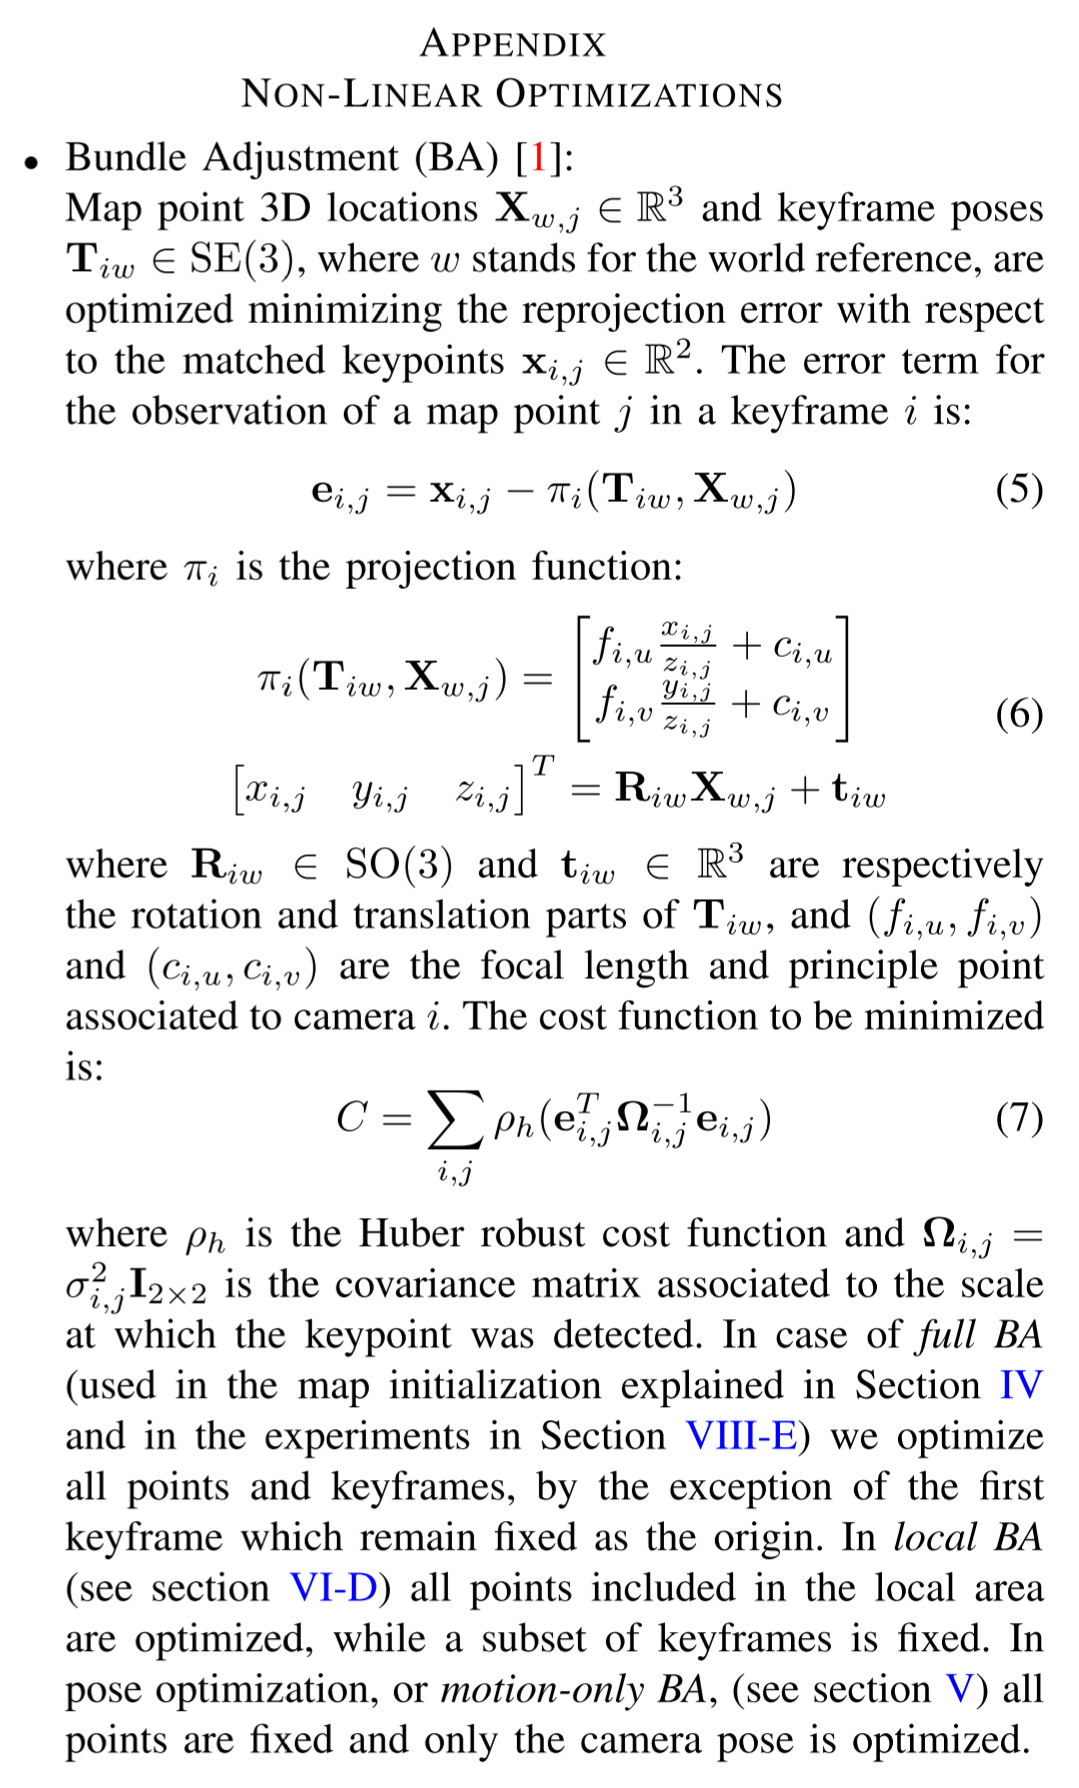 APPENDIX
NON-LINEAR OPTIMIZATIONS
• Bundle Adjustment (BA) [1]:
Map point 3D locations X_{w,j} ∈ ℝ^3 and keyframe poses
T_{iw} ∈ SE(3), where w stands for the world reference, are
optimized minimizing the reprojection error with respect
to the matched keypoints x_{i,j} ∈ ℝ^2. The error term for
the observation of a map point j in a keyframe i is:
e_{i,j} = x_{i,j} − π_i(T_{iw}, X_{w,j}) (5)
where π_i is the projection function:
π_i(T_{iw}, X_{w,j}) = [f_{i,u} x_{i,j}/z_{i,j} + c_{i,u}; f_{i,v} y_{i,j}/z_{i,j} + c_{i,v}] (6)
[x_{i,j} y_{i,j} z_{i,j}]^T = R_{iw}X_{w,j} + t_{iw}
where R_{iw} ∈ SO(3) and t_{iw} ∈ ℝ^3 are respectively
the rotation and translation parts of T_{iw}, and (f_{i,u}, f_{i,v})
and (c_{i,u}, c_{i,v}) are the focal length and principle point
associated to camera i. The cost function to be minimized
is:
C = ∑_{i,j} ρ_h(e_{i,j}^T Ω_{i,j}^{−1} e_{i,j}) (7)
where ρ_h is the Huber robust cost function and Ω_{i,j} =
σ_{i,j}^2 I_{2×2} is the covariance matrix associated to the scale
at which the keypoint was detected. In case of full BA
(used in the map initialization explained in Section IV
and in the experiments in Section VIII-E) we optimize
all points and keyframes, by the exception of the first
keyframe which remain fixed as the origin. In local BA
(see section VI-D) all points included in the local area
are optimized, while a subset of keyframes is fixed. In
pose optimization, or motion-only BA, (see section V) all
points are fixed and only the camera pose is optimized.